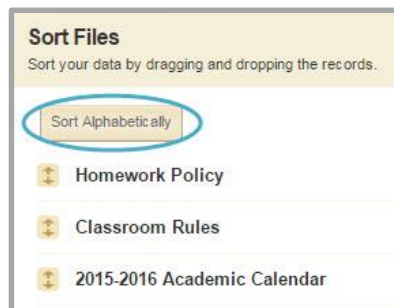 Sort Files
Sort your data by dragging and dropping the records.
Sort Alphabetically
Homework Policy
Classroom Rules
2015-2016 Academic Calendar